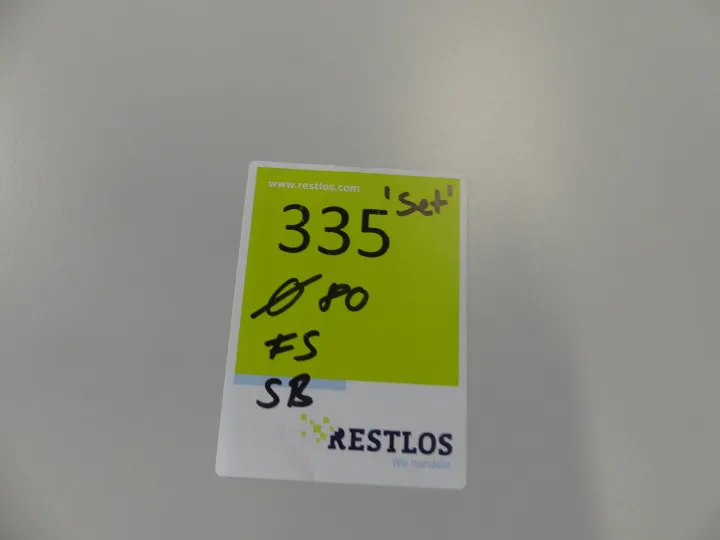 www.restlos.com
335 'Set'
Ø 80
FS
SB
RESTLOS
Wir handeln.